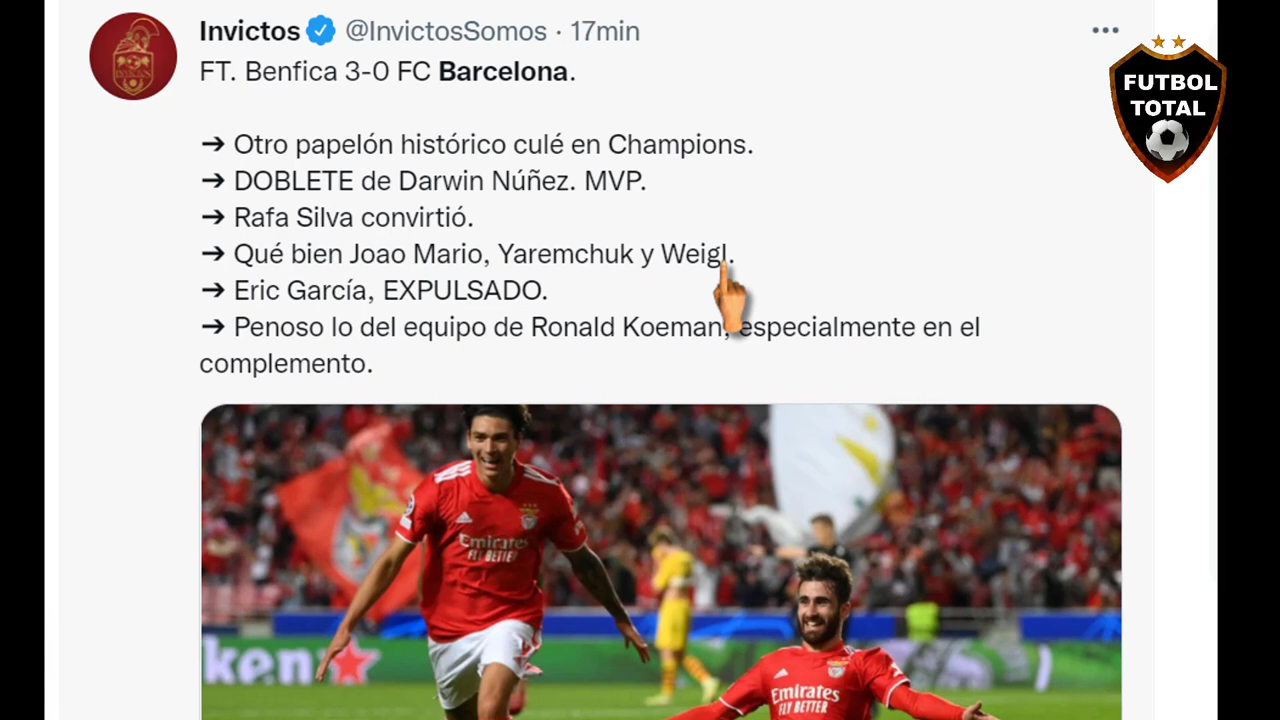 Invictos @InvictosSomos · 17min
FT. Benfica 3-0 FC Barcelona.
➔ Otro papelón histórico culé en Champions.
➔ DOBLETE de Darwin Núñez. MVP.
➔ Rafa Silva convirtió.
➔ Qué bien Joao Mario, Yaremchuk y Weigl.
➔ Eric García, EXPULSADO.
➔ Penoso lo del equipo de Ronald Koeman, especialmente en el
complemento.
FUTBOL
TOTAL
INVICTOS
Emirates
FLY BETTER
ken
Emirates
FLY BETTER